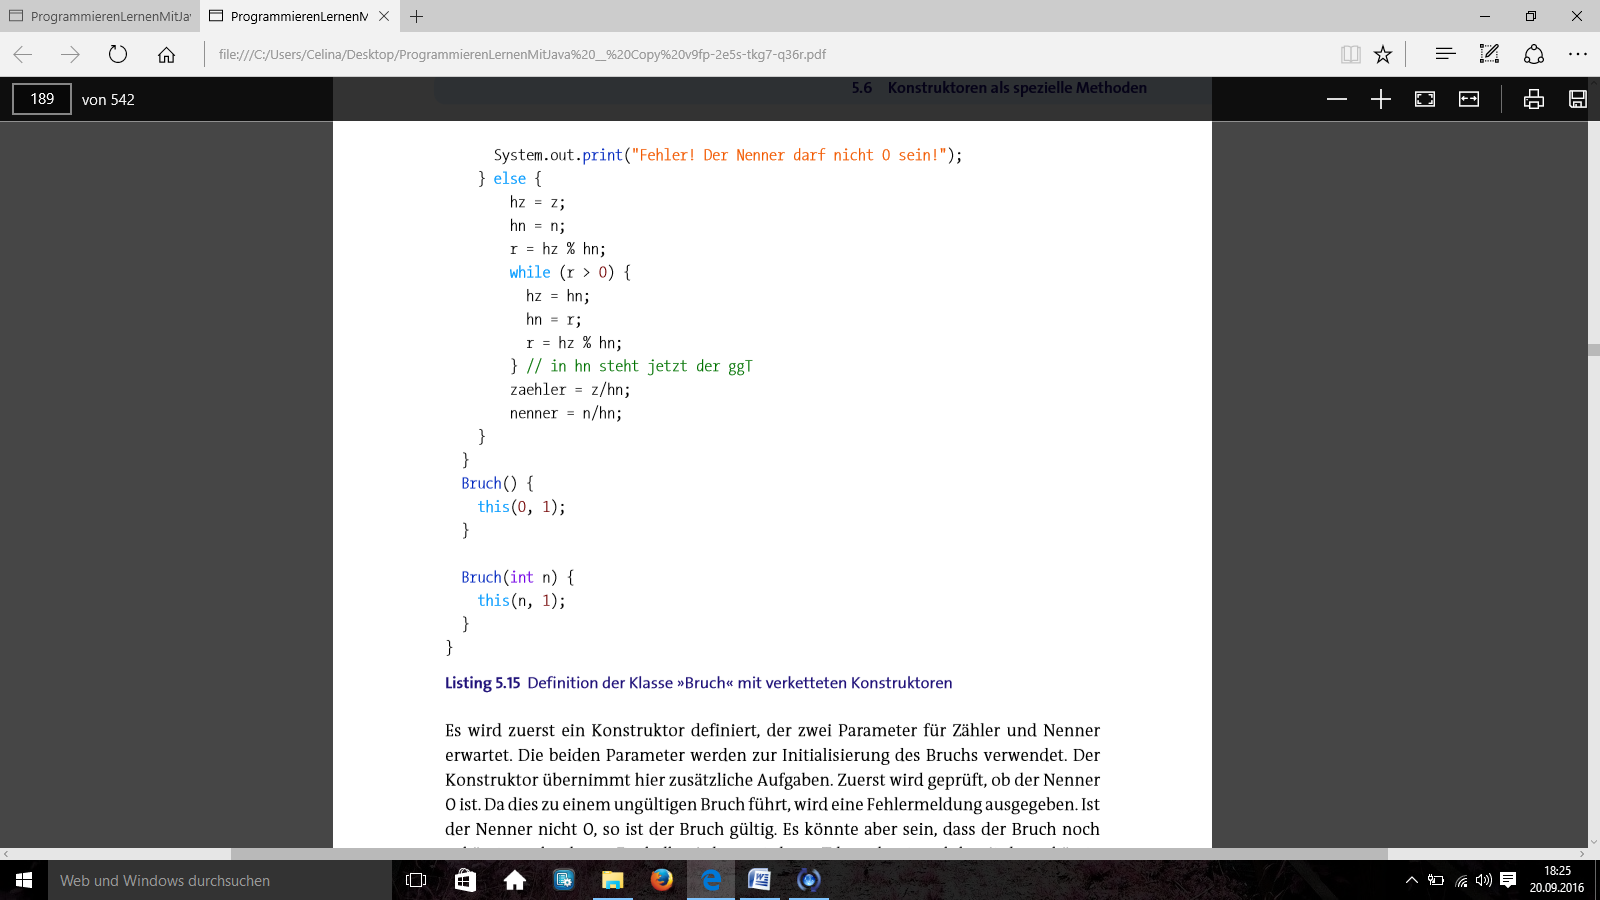 ProgrammierenLernenMitJa
ProgrammierenLernenM
file:///C:/Users/Celina/Desktop/ProgrammierenLernenMitJava%20__%20Copy%20v9fp-2e5s-tkg7-q36r.pdf
189 von 542
5.6 Konstruktoren als spezielle Methoden
System.out.print("Fehler! Der Nenner darf nicht 0 sein!");
} else {
hz = z;
hn = n;
r = hz % hn;
while (r > 0) {
hz = hn;
hn = r;
r = hz % hn;
} // in hn steht jetzt der ggT
zaehler = z/hn;
nenner = n/hn;
}
}
Bruch() {
this(0, 1);
}
Bruch(int n) {
this(n, 1);
}
}
Listing 5.15 Definition der Klasse »Bruch« mit verketteten Konstruktoren
Es wird zuerst ein Konstruktor definiert, der zwei Parameter für Zähler und Nenner
erwartet. Die beiden Parameter werden zur Initialisierung des Bruchs verwendet. Der
Konstruktor übernimmt hier zusätzliche Aufgaben. Zuerst wird geprüft, ob der Nenner
0 ist. Da dies zu einem ungültigen Bruch führt, wird eine Fehlermeldung ausgegeben. Ist
der Nenner nicht 0, so ist der Bruch gültig. Es könnte aber sein, dass der Bruch noch
Web und Windows durchsuchen
18:25
20.09.2016